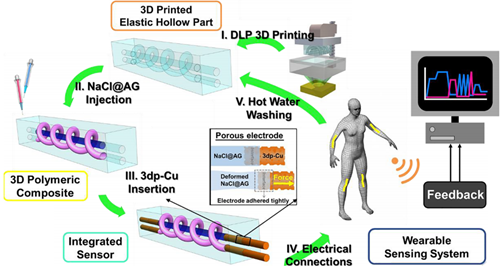 3D Printed
Elastic Hollow Part
I. DLP 3D Printing
II. NaCl@AG
Injection
V. Hot Water
Washing
3D Polymeric
Composite
III. 3dp-Cu
Insertion
Porous electrode
NaCl@AG
3dp-Cu
Deformed
NaCl@AG
Force
Electrode adhered tightly
Integrated
Sensor
IV. Electrical
Connections
Feedback
Wearable
Sensing System